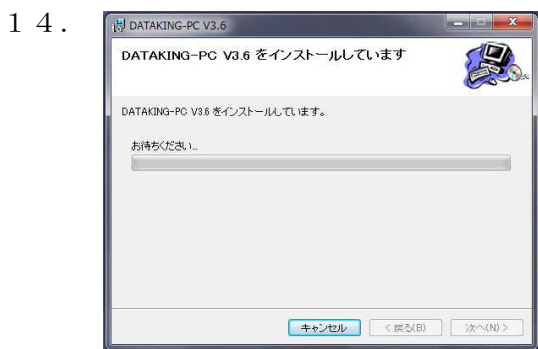 １４．
DATAKING-PC V3.6
DATAKING-PC V3.6 をインストールしています
DATAKING-PC V3.6 をインストールしています。
お待ちください...
キャンセル
< 戻る(B)
次へ(N) >